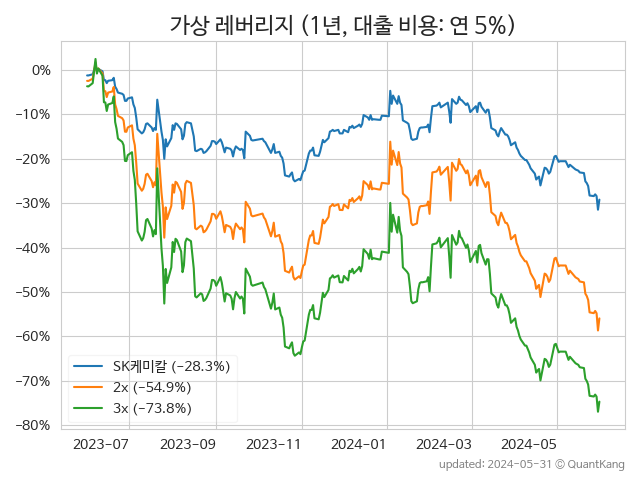 가상 레버리지 (1년, 대출 비용: 연 5%)
0%
−10%
−20%
−30%
−40%
−50%
−60%
−70%
−80%
SK케미칼 (−28.3%)
2x (−54.9%)
3x (−73.8%)
2023-07 2023-09 2023-11 2024-01 2024-03 2024-05
updated: 2024-05-31 © QuantKang